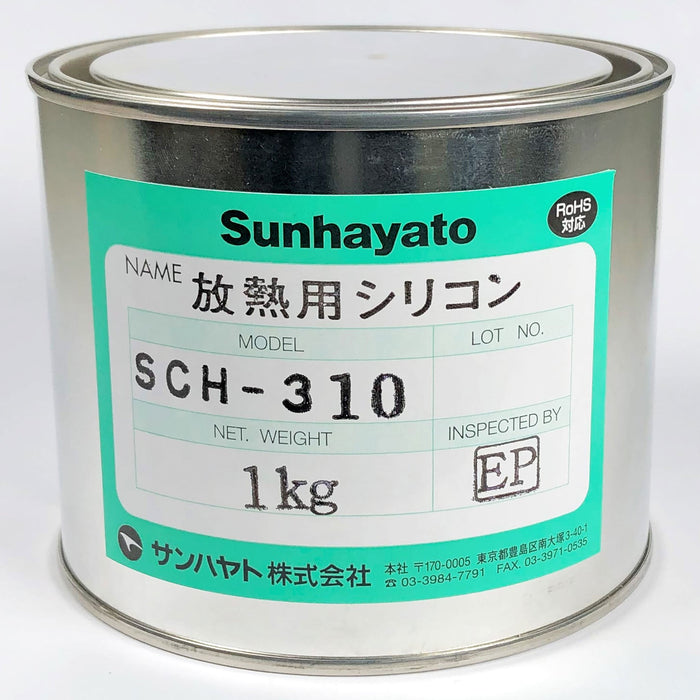 Sunhayato
RoHS
対応
NAME 放熱用シリコン
MODEL
LOT NO.
SCH-310
NET. WEIGHT
INSPECTED BY
1kg
EP
サンハヤト株式会社
本社 〒170-0005 東京都豊島区南大塚3-40-1
☎ 03-3984-7791 FAX. 03-3971-0535